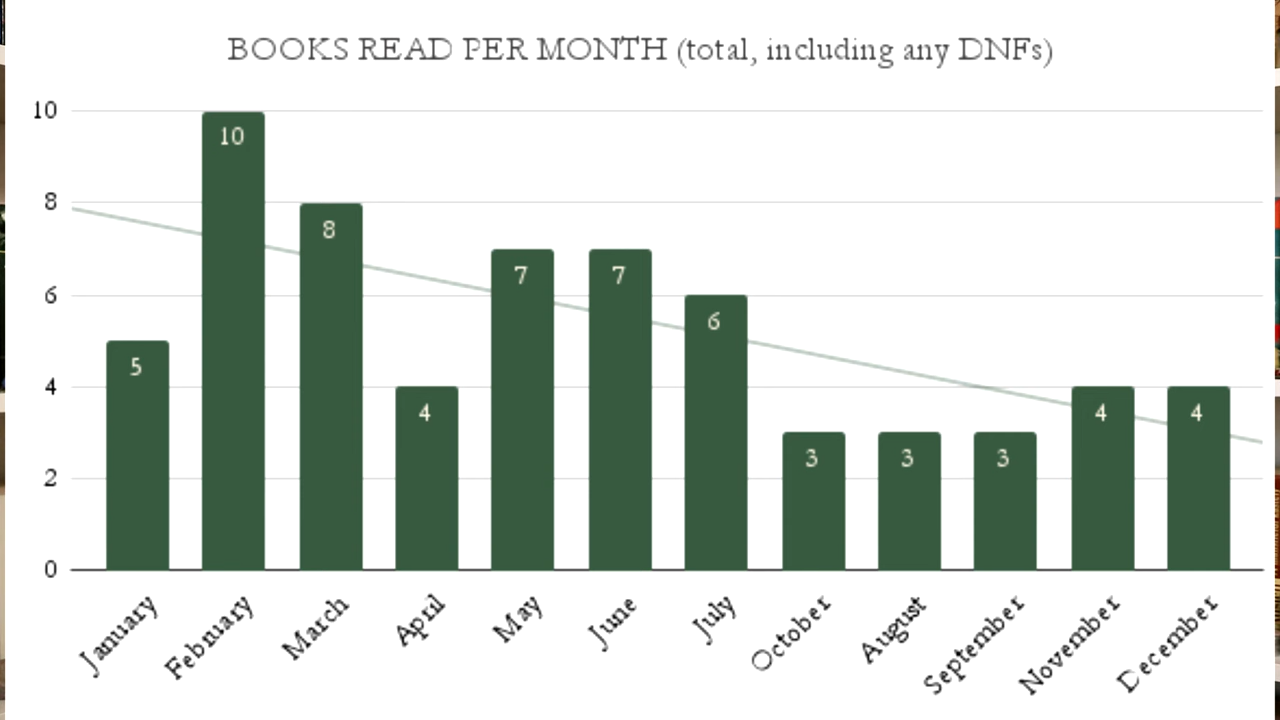 BOOKS READ PER MONTH (total, including any DNFs)
10
8
6
4
2
0
5
10
8
4
7
7
6
3
3
3
4
4
January
February
March
April
May
June
July
October
August
September
November
December